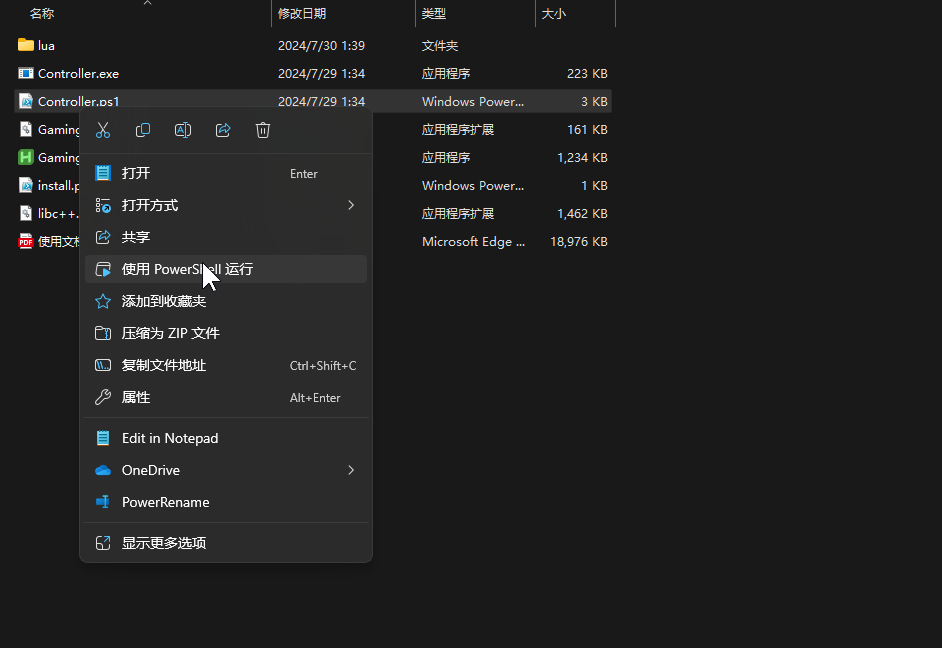 名称 修改日期 类型 大小
lua 2024/7/30 1:39 文件夹
Controller.exe 2024/7/29 1:34 应用程序 223 KB
Controller.ps1 2024/7/29 1:34 Windows Power... 3 KB
Gaming 应用程序扩展 161 KB
Gaming 应用程序 1,234 KB
install.p Windows Power... 1 KB
libc++. 应用程序扩展 1,462 KB
PDF 使用文档 Microsoft Edge ... 18,976 KB
打开 Enter
打开方式
共享
使用 PowerShell 运行
添加到收藏夹
压缩为 ZIP 文件
复制文件地址 Ctrl+Shift+C
属性 Alt+Enter
Edit in Notepad
OneDrive
PowerRename
显示更多选项